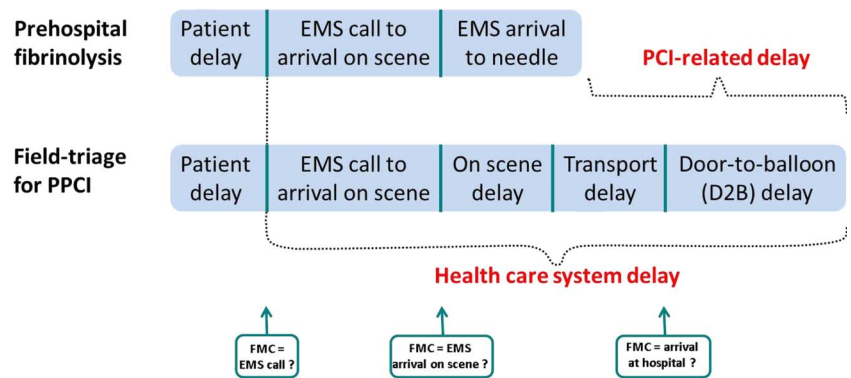 Prehospital
fibrinolysis
Patient
delay
EMS call to
arrival on scene
EMS arrival
to needle
PCI-related delay
Field-triage
for PPCI
Patient
delay
EMS call to
arrival on scene
On scene
delay
Transport
delay
Door-to-balloon
(D2B) delay
Health care system delay
FMC =
EMS call ?
FMC = EMS
arrival on scene ?
FMC = arrival
at hospital ?